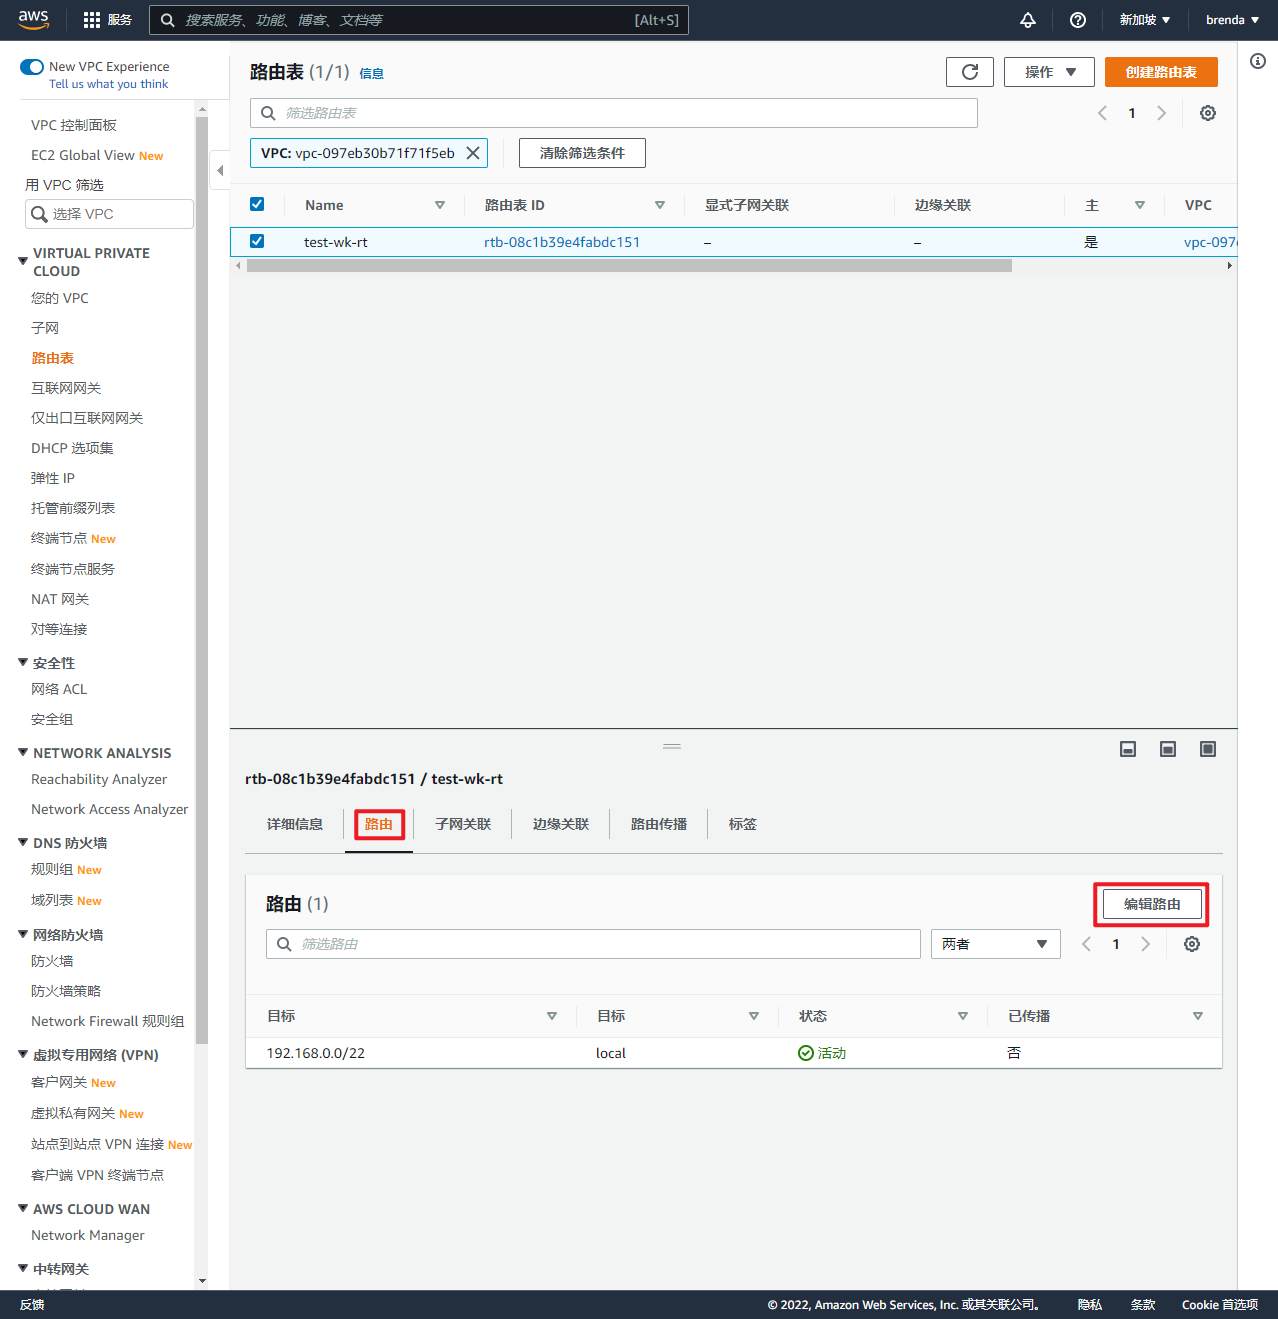 aws 服务 搜索服务、功能、博客、文档等 [Alt+S] 新加坡 brenda
New VPC Experience
Tell us what you think
VPC 控制面板
EC2 Global View New
用 VPC 筛选
选择 VPC
VIRTUAL PRIVATE
CLOUD
您的 VPC
子网
路由表
互联网网关
仅出口互联网网关
DHCP 选项集
弹性 IP
托管前缀列表
终端节点 New
终端节点服务
NAT 网关
对等连接
安全性
网络 ACL
安全组
NETWORK ANALYSIS
Reachability Analyzer
Network Access Analyzer
DNS 防火墙
规则组 New
域列表 New
网络防火墙
防火墙
防火墙策略
Network Firewall 规则组
虚拟专用网络 (VPN)
客户网关 New
虚拟私有网关 New
站点到站点 VPN 连接 New
客户端 VPN 终端节点
AWS CLOUD WAN
Network Manager
中转网关
路由表 (1/1) 信息 操作 创建路由表
筛选路由表 1
VPC: vpc-097eb30b71f71f5eb 清除筛选条件
Name 路由表 ID 显式子网关联 边缘关联 主 VPC
test-wk-rt rtb-08c1b39e4fabdc151 – – 是 vpc-097
rtb-08c1b39e4fabdc151 / test-wk-rt
详细信息 路由 子网关联 边缘关联 路由传播 标签
路由 (1) 编辑路由
筛选路由 两者 1
目标 目标 状态 已传播
192.168.0.0/22 local 活动 否
反馈 © 2022, Amazon Web Services, Inc. 或其关联公司。 隐私 条款 Cookie 首选项